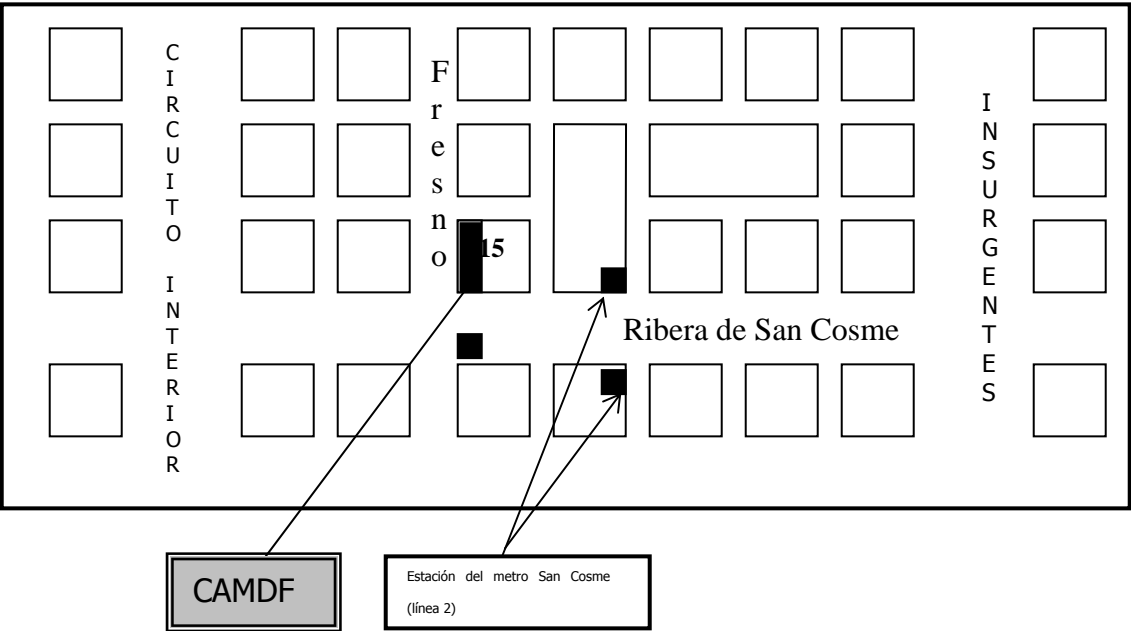 CIRCUITO INTERIOR
Fresno
INSURGENTES
15
Ribera de San Cosme
CAMDF
Estación del metro San Cosme
(línea 2)